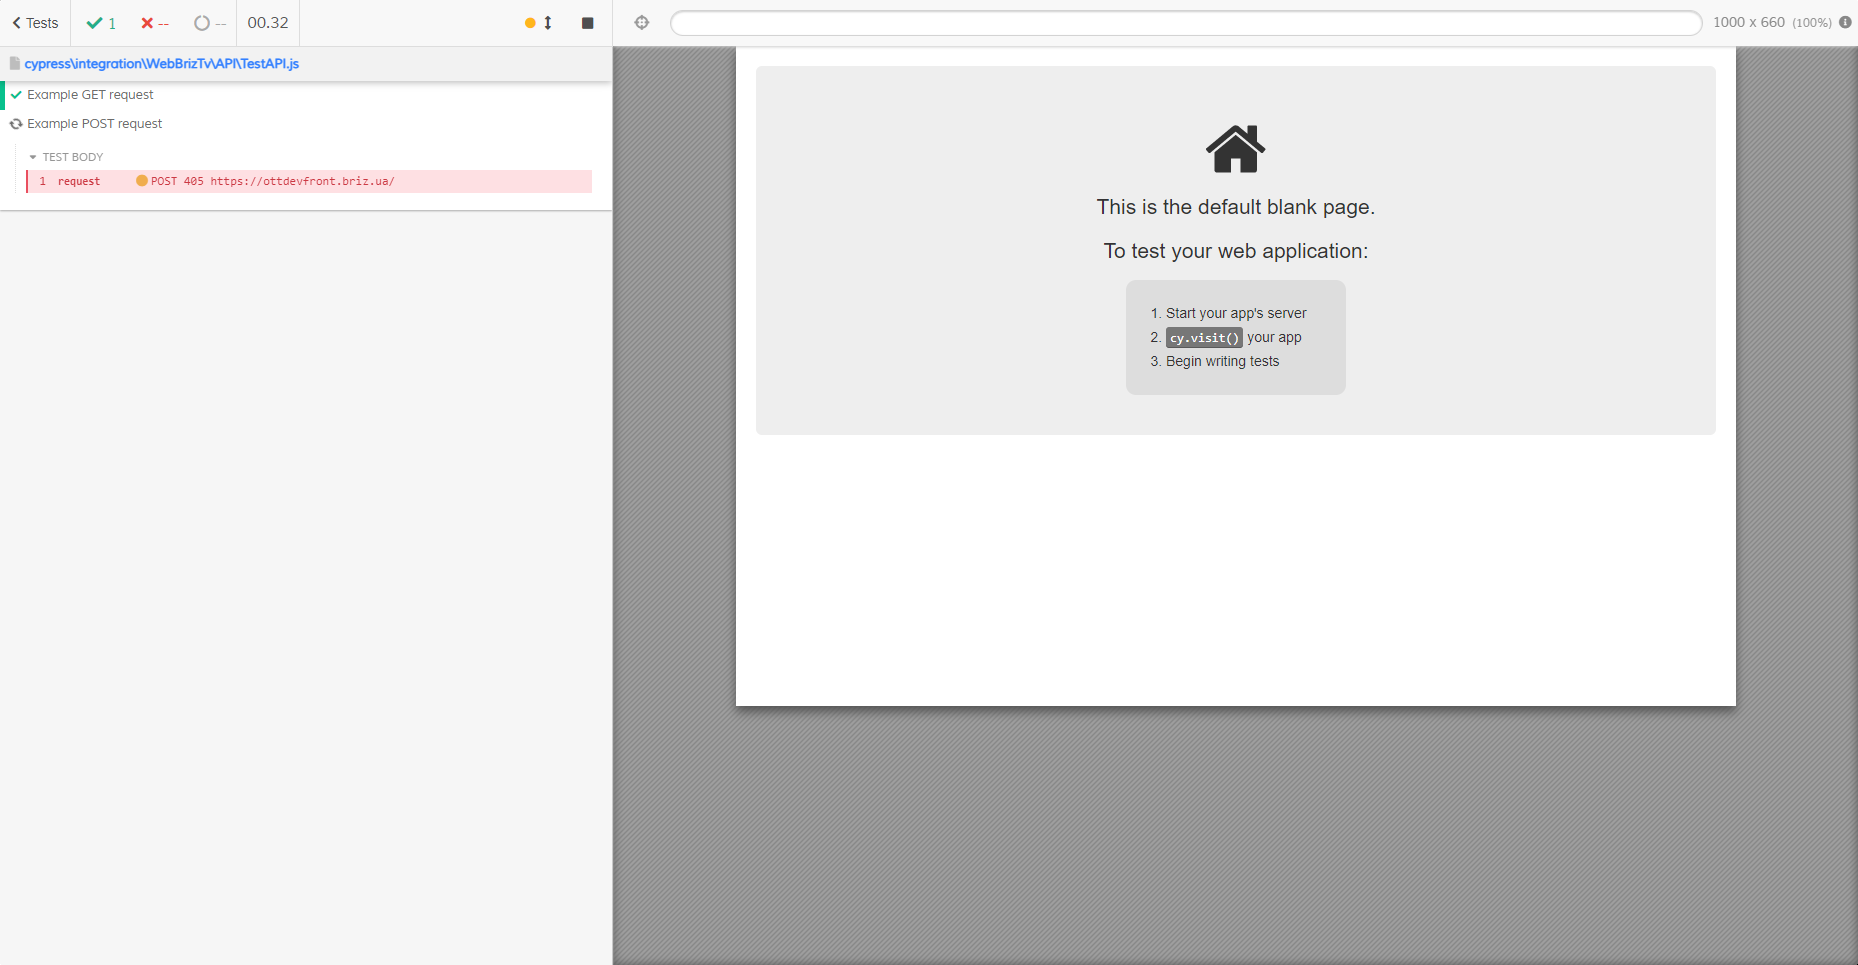 Tests
1
--
--
00.32
1000 x 660 (100%)
cypress\integration\WebBrizTv\API\TestAPI.js
Example GET request
Example POST request
TEST BODY
1 request POST 405 https://ottdevfront.briz.ua/
This is the default blank page.
To test your web application:
1. Start your app's server
2. cy.visit() your app
3. Begin writing tests